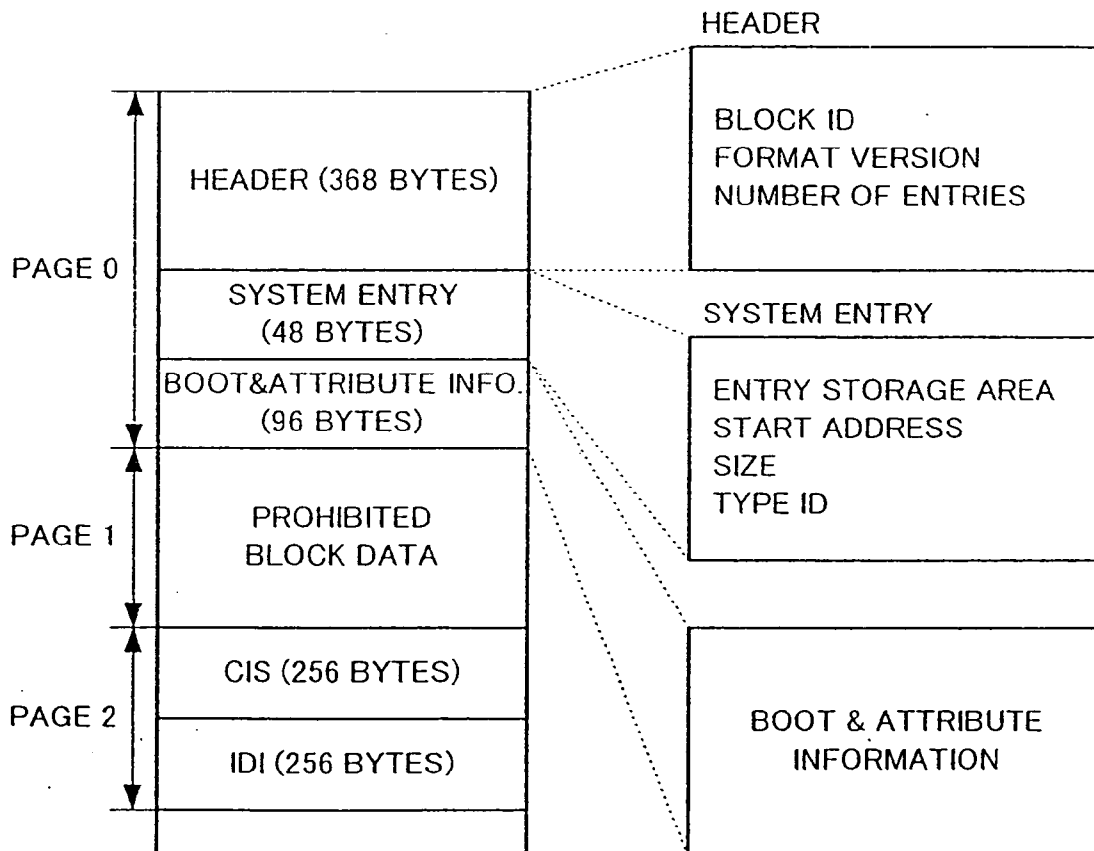 PAGE 0
HEADER (368 BYTES)
SYSTEM ENTRY
(48 BYTES)
BOOT&ATTRIBUTE INFO.
(96 BYTES)
PAGE 1
PROHIBITED
BLOCK DATA
PAGE 2
CIS (256 BYTES)
IDI (256 BYTES)
HEADER
BLOCK ID
FORMAT VERSION
NUMBER OF ENTRIES
SYSTEM ENTRY
ENTRY STORAGE AREA
START ADDRESS
SIZE
TYPE ID
BOOT & ATTRIBUTE
INFORMATION